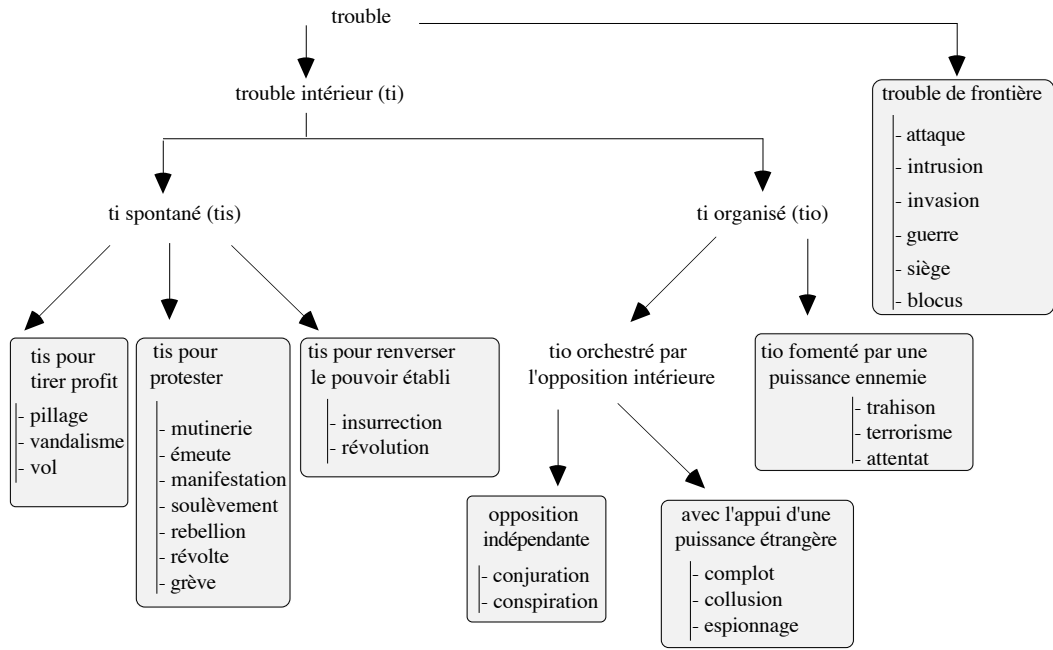 trouble
trouble intérieur (ti)
trouble de frontière
- attaque
- intrusion
- invasion
- guerre
- siège
- blocus
ti spontané (tis)
ti organisé (tio)
tis pour
tirer profit
- pillage
- vandalisme
- vol
tis pour
protester
- mutinerie
- émeute
- manifestation
- soulèvement
- rebellion
- révolte
- grève
tis pour renverser
le pouvoir établi
- insurrection
- révolution
tio orchestré par
l'opposition intérieure
tio fomenté par une
puissance ennemie
- trahison
- terrorisme
- attentat
opposition
indépendante
- conjuration
- conspiration
avec l'appui d'une
puissance étrangère
- complot
- collusion
- espionnage